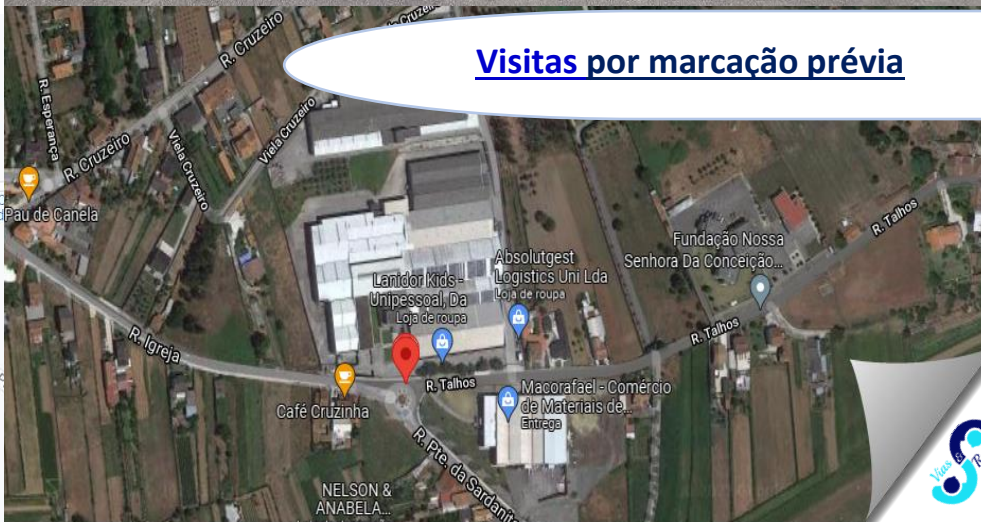 Visitas por marcação prévia
R. Cruzeiro
R. Esperança
R. Cruzeiro
Viela Cruzeiro
Viela Cruzeiro
Pau de Canela
R. Igreja
Café Cruzinha
Lanidor Kids -
Unipessoal, Da
Loja de roupa
Absolutgest
Logistics Uni Lda
Loja de roupa
Fundação Nossa
Senhora Da Conceição...
R. Talhos
R. Talhos
R. Talhos
Macorafael - Comércio
de Materiais de...
Entrega
R. Pte. da Sardanita
NELSON &
ANABELA...
Vias &